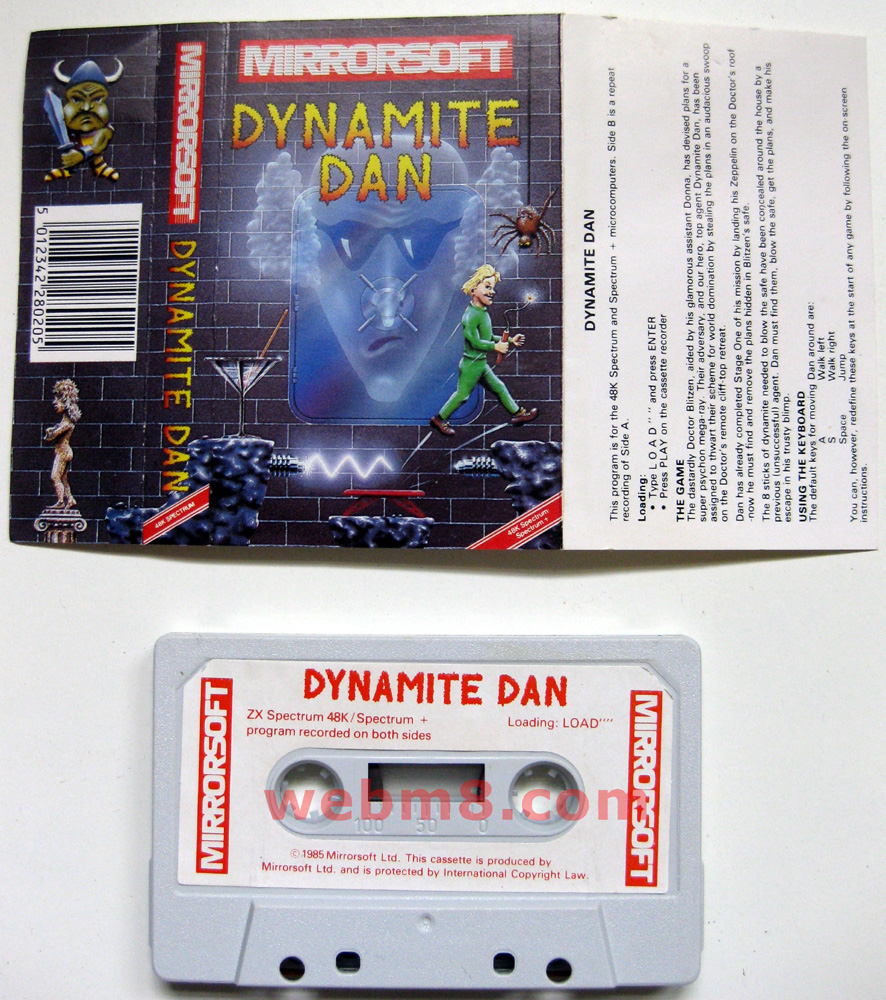 MIRRORSOFT
DYNAMITE
DAN
48K Spectrum
Spectrum +
MIRRORSOFT
DYNAMITE DAN
48K SPECTRUM
5 012342 280205
DYNAMITE DAN
This program is for the 48K Spectrum and Spectrum + microcomputers. Side B is a repeat
recording of Side A.
Loading:
• Type L O A D " " and press ENTER
• Press PLAY on the cassette recorder
THE GAME
The dastardly Doctor Blitzen, aided by his glamorous assistant Donna, has devised plans for a
super psychon mega-ray. Their adversary, and our hero, top agent Dynamite Dan, has been
assigned to thwart their scheme for world domination by stealing the plans in an audacious swoop
on the Doctor's remote cliff-top retreat.
Dan has already completed Stage One of his mission by landing his Zeppelin on the Doctor's roof
-now he must find and remove the plans hidden in Blitzen's safe.
The 8 sticks of dynamite needed to blow the safe have been concealed around the house by a
previous (unsuccessful) agent. Dan must find them, blow the safe, get the plans, and make his
escape in his trusty blimp.
USING THE KEYBOARD
The default keys for moving Dan around are:
A Walk left
S Walk right
Space Jump
You can, however, redefine these keys at the start of any game by following the on-screen
instructions.
DYNAMITE DAN
ZX Spectrum 48K/Spectrum +
program recorded on both sides
Loading: LOAD""
MIRRORSOFT
MIRRORSOFT
webm8.com
100 50 0
©1985 Mirrorsoft Ltd. This cassette is produced by
Mirrorsoft Ltd. and is protected by International Copyright Law.